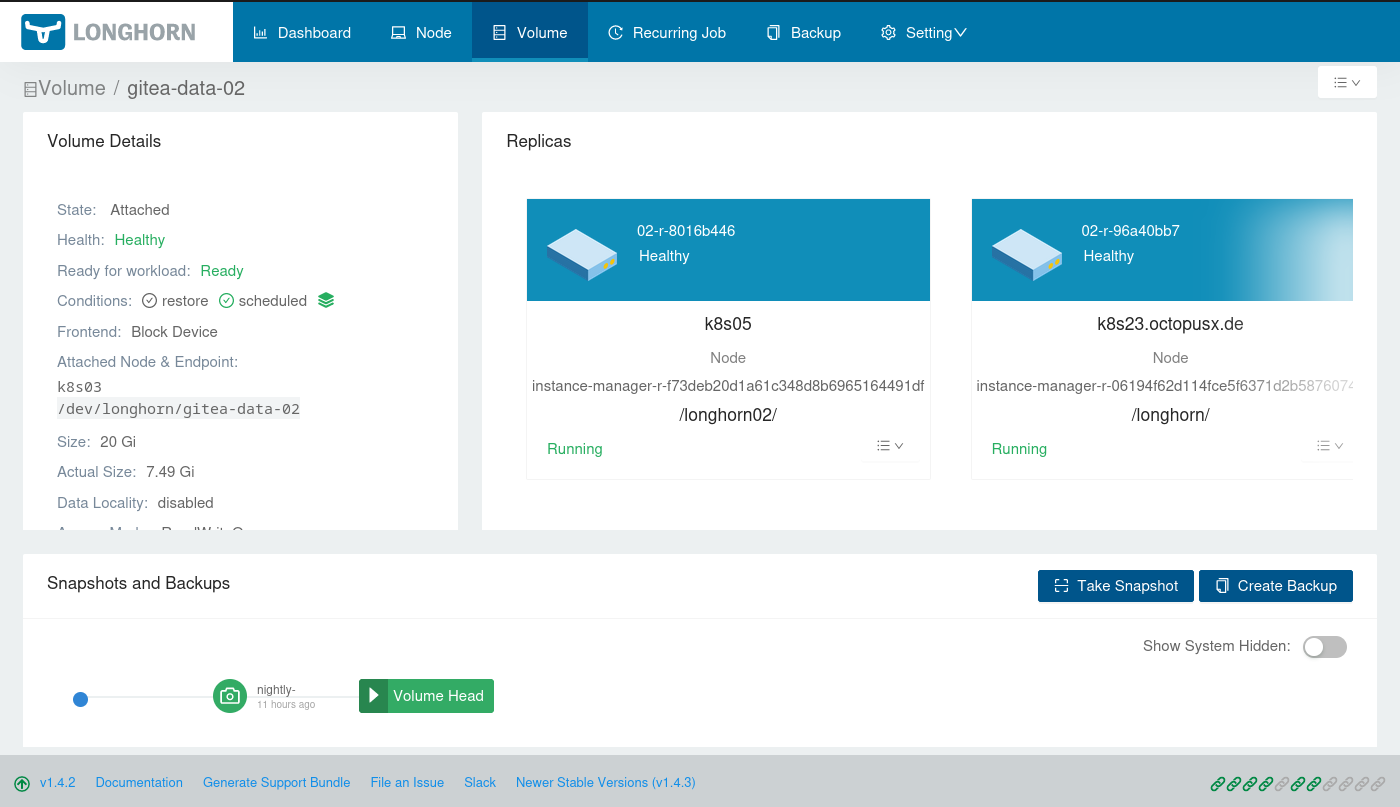 LONGHORN
Dashboard
Node
Volume
Recurring Job
Backup
Setting
Volume / gitea-data-02
Volume Details
State: Attached
Health: Healthy
Ready for workload: Ready
Conditions: restore scheduled
Frontend: Block Device
Attached Node & Endpoint:
k8s03
/dev/longhorn/gitea-data-02
Size: 20 Gi
Actual Size: 7.49 Gi
Data Locality: disabled
Replicas
02-r-8016b446
Healthy
k8s05
Node
instance-manager-r-f73deb20d1a61c348d8b6965164491df
/longhorn02/
Running
02-r-96a40bb7
Healthy
k8s23.octopusx.de
Node
instance-manager-r-06194f62d114fce5f6371d2b5876074
/longhorn/
Running
Snapshots and Backups
Take Snapshot
Create Backup
Show System Hidden:
nightly-
11 hours ago
Volume Head
v1.4.2
Documentation
Generate Support Bundle
File an Issue
Slack
Newer Stable Versions (v1.4.3)